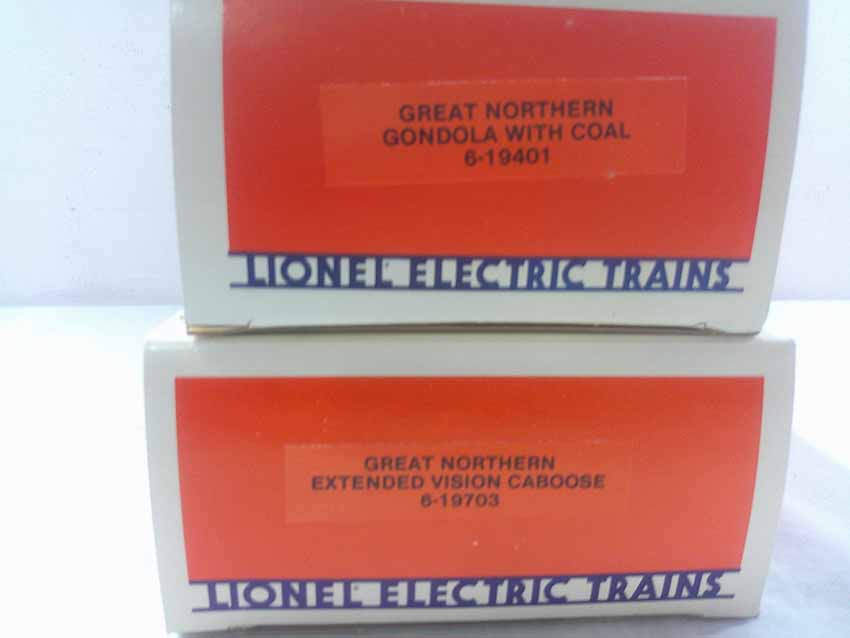 GREAT NORTHERN
GONDOLA WITH COAL
6-19401
LIONEL ELECTRIC TRAINS
GREAT NORTHERN
EXTENDED VISION CABOOSE
6-19703
LIONEL ELECTRIC TRAINS